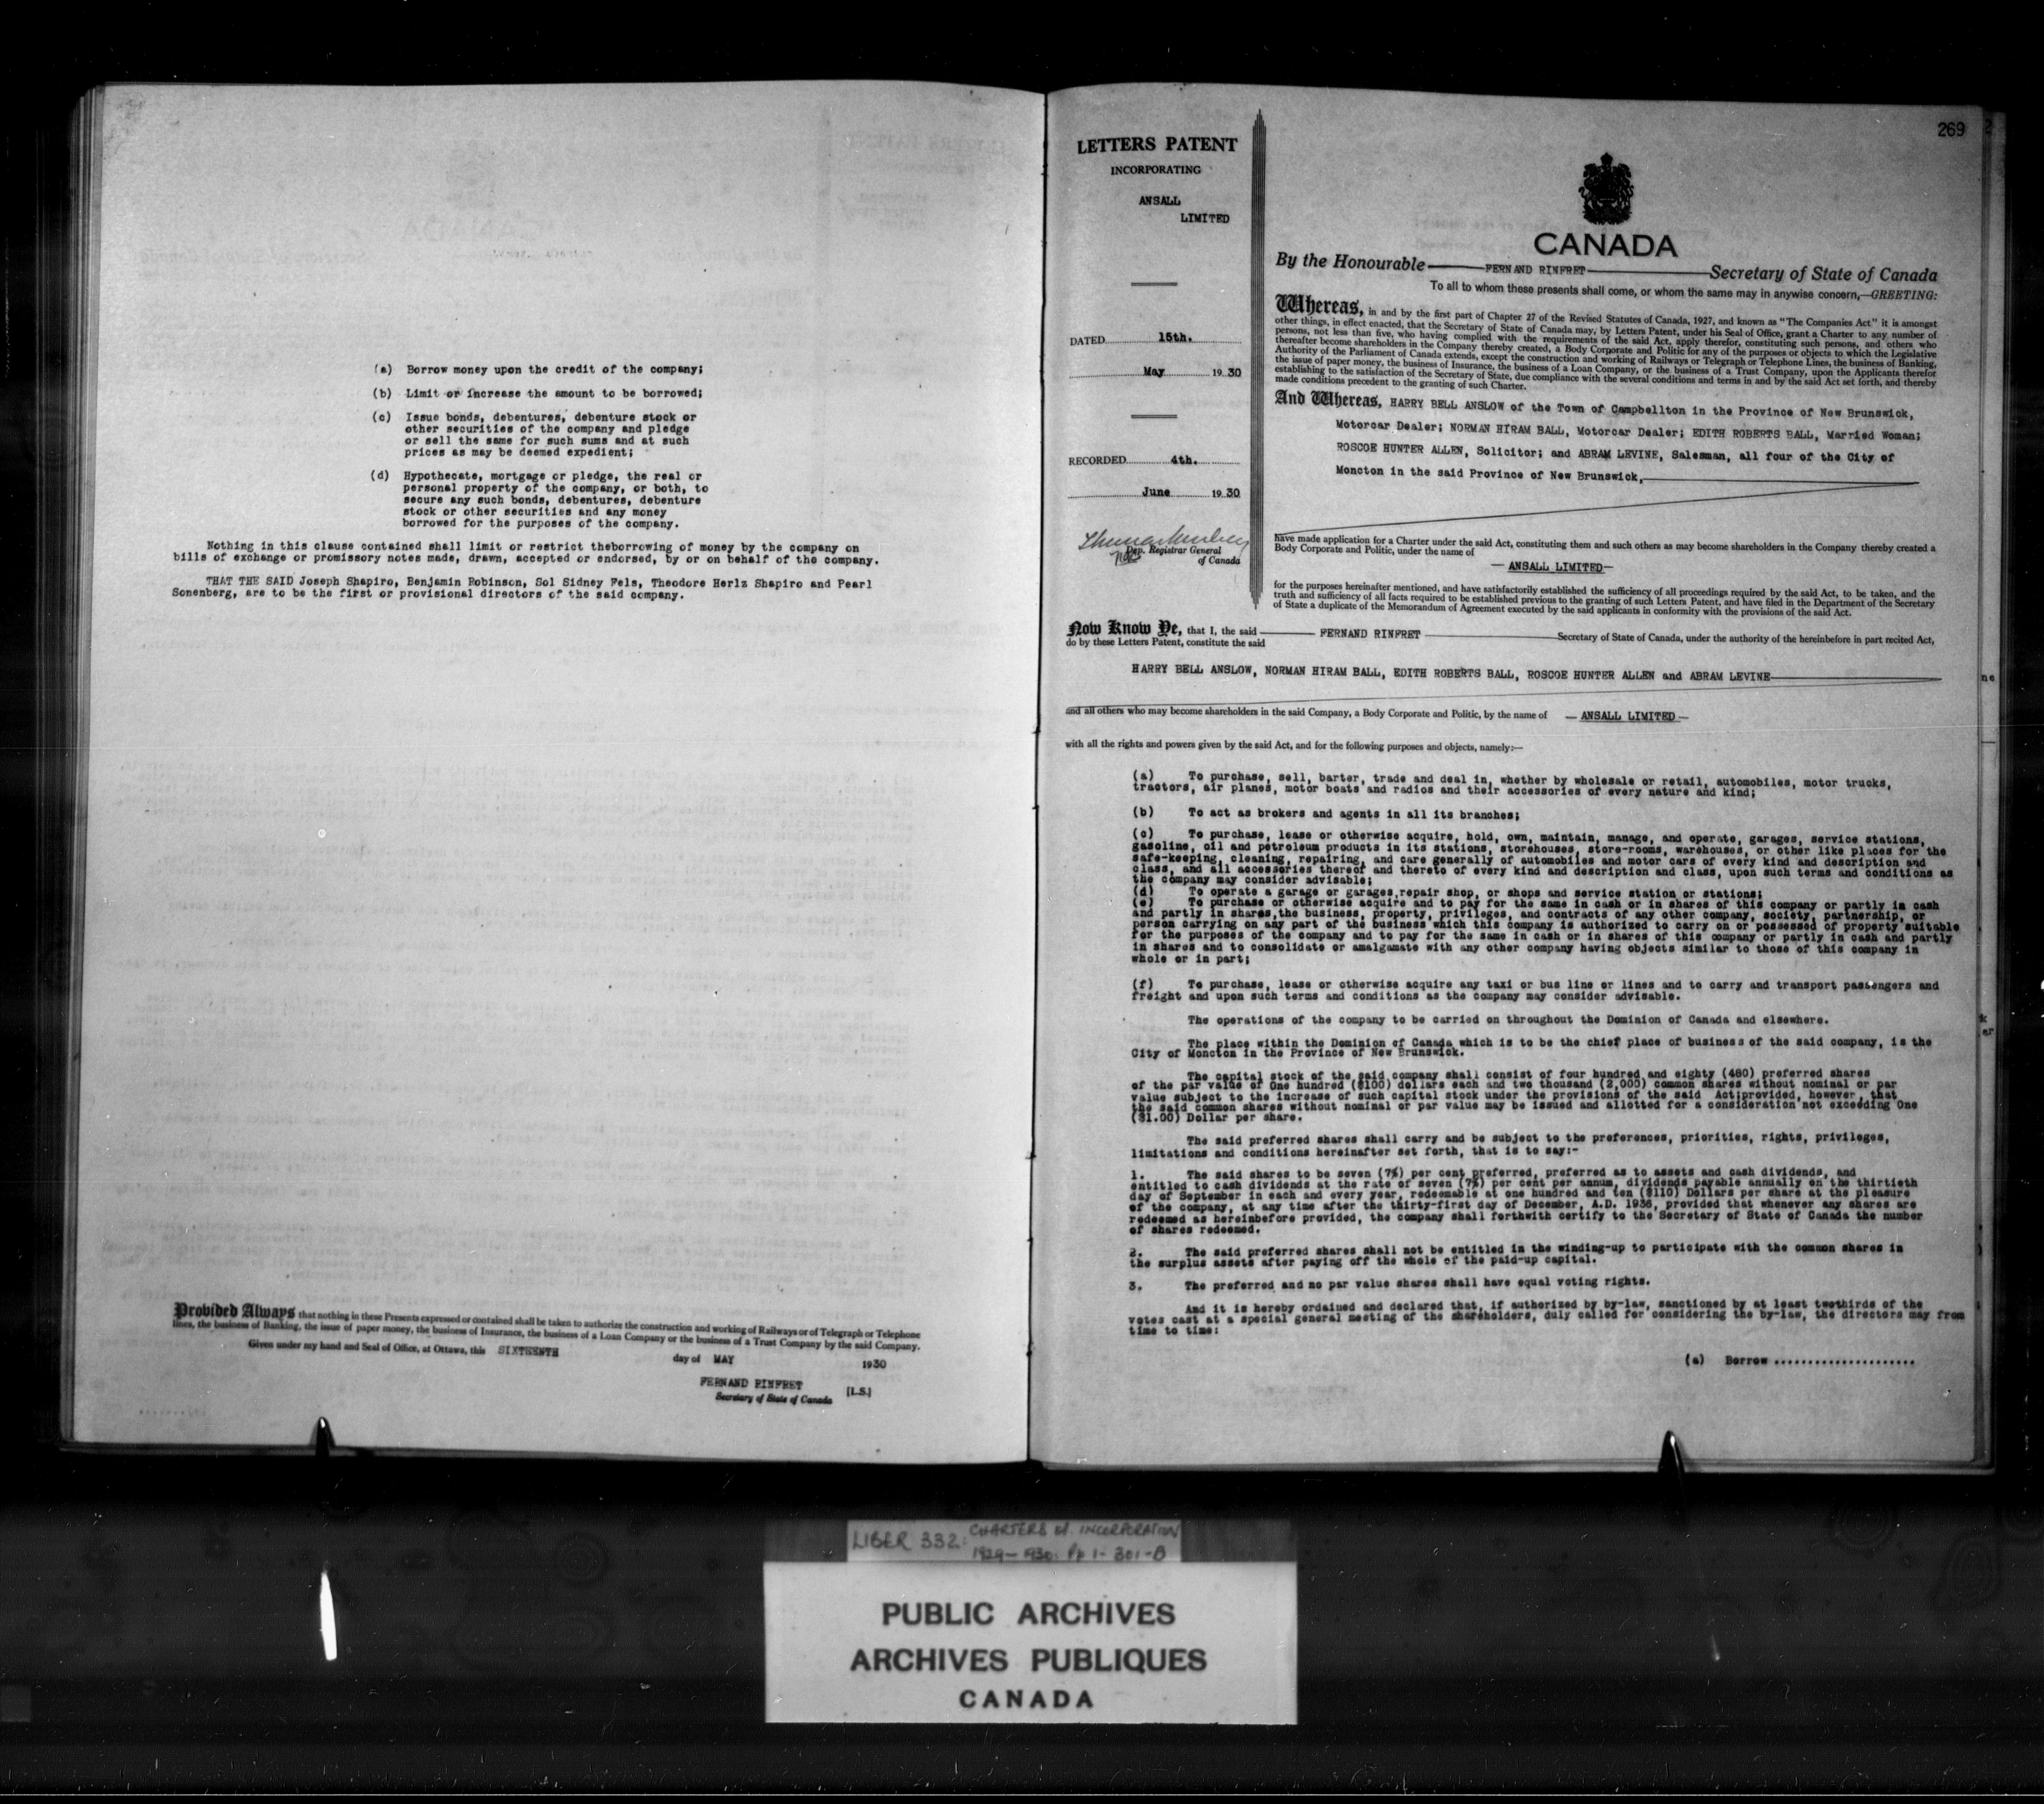 (a) Borrow money upon the credit of the company;
(b) Limit or increase the amount to be borrowed;
(c) Issue bonds, debentures, debenture stock or
other securities of the company and pledge
or sell the same for such sums and at such
prices as may be deemed expedient;
(d) Hypothecate, mortgage or pledge, the real or
personal property of the company, or both, to
secure any such bonds, debentures, debenture
stock or other securities and any money
borrowed for the purposes of the company.
Nothing in this clause contained shall limit or restrict theborrowing of money by the company on
bills of exchange or promissory notes made, drawn, accepted or endorsed, by or on behalf of the company.
THAT THE SAID Joseph Shapiro, Benjamin Robinson, Sol Sidney Fels, Theodore Herlz Shapiro and Pearl
Sonenberg, are to be the first or provisional directors of the said company.
Provided Always that nothing in these Presents expressed or contained shall be taken to authorize the construction and working of Railways or of Telegraph or Telephone
lines, the business of Banking, the issue of paper money, the business of Insurance, the business of a Loan Company or the business of a Trust Company by the said Company.
Given under my hand and Seal of Office, at Ottawa, this SIXTEENTH day of MAY 1930
FERNAND RINFRET [L.S.]
Secretary of State of Canada
269
LETTERS PATENT
INCORPORATING
ANSALL
LIMITED
DATED 15th.
May 1930
RECORDED 4th.
June 1930
Dep. Registrar General
of Canada
CANADA
By the Honourable FERNAND RINFRET Secretary of State of Canada
To all to whom these presents shall come, or whom the same may in anywise concern,—GREETING:
Whereas, in and by the first part of Chapter 27 of the Revised Statutes of Canada, 1927, and known as "The Companies Act" it is amongst
other things, in effect enacted, that the Secretary of State of Canada may, by Letters Patent, under his Seal of Office, grant a Charter to any number of
persons, not less than five, who having complied with the requirements of the said Act, apply therefor, constituting such persons, and others who
thereafter become shareholders in the Company thereby created, a Body Corporate and Politic for any of the purposes or objects to which the Legislative
Authority of the Parliament of Canada extends, except the construction and working of Railways or Telegraph or Telephone Lines, the business of Banking,
the issue of paper money, the business of Insurance, the business of a Loan Company, or the business of a Trust Company, upon the Applicants therefor
establishing to the satisfaction of the Secretary of State, due compliance with the several conditions and terms in and by the said Act set forth, and thereby
made conditions precedent to the granting of such Charter.
And Whereas, HARRY BELL ANSLOW of the Town of Campbellton in the Province of New Brunswick,
Motorcar Dealer; NORMAN HIRAM BALL, Motorcar Dealer; EDITH ROBERTS BALL, Married Woman;
ROSCOE HUNTER ALLEN, Solicitor; and ABRAM LEVINE, Salesman, all four of the City of
Moncton in the said Province of New Brunswick,
have made application for a Charter under the said Act, constituting them and such others as may become shareholders in the Company thereby created a
Body Corporate and Politic, under the name of
— ANSALL LIMITED —
for the purposes hereinafter mentioned, and have satisfactorily established the sufficiency of all proceedings required by the said Act, to be taken, and the
truth and sufficiency of all facts required to be established previous to the granting of such Letters Patent, and have filed in the Department of the Secretary
of State a duplicate of the Memorandum of Agreement executed by the said applicants in conformity with the provisions of the said Act.
Now Know Ye, that I, the said FERNAND RINFRET Secretary of State of Canada, under the authority of the hereinbefore in part recited Act,
do by these Letters Patent, constitute the said
HARRY BELL ANSLOW, NORMAN HIRAM BALL, EDITH ROBERTS BALL, ROSCOE HUNTER ALLEN and ABRAM LEVINE
and all others who may become shareholders in the said Company, a Body Corporate and Politic, by the name of — ANSALL LIMITED —
with all the rights and powers given by the said Act, and for the following purposes and objects, namely:—
(a) To purchase, sell, barter, trade and deal in, whether by wholesale or retail, automobiles, motor trucks,
tractors, air planes, motor boats and radios and their accessories of every nature and kind;
(b) To act as brokers and agents in all its branches;
(c) To purchase, lease or otherwise acquire, hold, own, maintain, manage, and operate, garages, service stations,
gasoline, oil and petroleum products in its stations, storehouses, store-rooms, warehouses, or other like places for the
safe-keeping, cleaning, repairing, and care generally of automobiles and motor cars of every kind and description and
class, and all accessories thereof and thereto of every kind and description and class, upon such terms and conditions as
the company may consider advisable;
(d) To operate a garage or garages,repair shop, or shops and service station or stations;
(e) To purchase or otherwise acquire and to pay for the same in cash or in shares of this company or partly in cash
and partly in shares,the business, property, privileges, and contracts of any other company, society, partnership, or
person carrying on any part of the business which this company is authorized to carry on or possessed of property suitable
for the purposes of the company and to pay for the same in cash or in shares of this company or partly in cash and partly
in shares and to consolidate or amalgamate with any other company having objects similar to those of this company in
whole or in part;
(f) To purchase, lease or otherwise acquire any taxi or bus line or lines and to carry and transport passengers and
freight and upon such terms and conditions as the company may consider advisable.
The operations of the company to be carried on throughout the Dominion of Canada and elsewhere.
The place within the Dominion of Canada which is to be the chief place of business of the said company, is the
City of Moncton in the Province of New Brunswick.
The capital stock of the said company shall consist of four hundred and eighty (480) preferred shares
of the par value of One hundred ($100) dollars each and two thousand (2,000) common shares without nominal or par
value subject to the increase of such capital stock under the provisions of the said Act;provided, however, that
the said common shares without nominal or par value may be issued and allotted for a consideration not exceeding One
($1.00) Dollar per share.
The said preferred shares shall carry and be subject to the preferences, priorities, rights, privileges,
limitations and conditions hereinafter set forth, that is to say:-
1. The said shares to be seven (7%) per cent preferred, preferred as to assets and cash dividends, and
entitled to cash dividends at the rate of seven (7%) per cent per annum, dividends payable annually on the thirtieth
day of September in each and every year, redeemable at one hundred and ten ($110) Dollars per share at the pleasure
of the company, at any time after the thirty-first day of December, A.D. 1936, provided that whenever any shares are
redeemed as hereinbefore provided, the company shall forthwith certify to the Secretary of State of Canada the number
of shares redeemed.
2. The said preferred shares shall not be entitled in the winding-up to participate with the common shares in
the surplus assets after paying off the whole of the paid-up capital.
3. The preferred and no par value shares shall have equal voting rights.
And it is hereby ordained and declared that, if authorized by by-law, sanctioned by at least twothirds of the
votes cast at a special general meeting of the shareholders, duly called for considering the by-law, the directors may from
time to time:
(a) Borrow .....................
LIBER 332: CHARTERS of INCORPORATION
1929-1930. Pp 1-301-B
PUBLIC ARCHIVES
ARCHIVES PUBLIQUES
CANADA